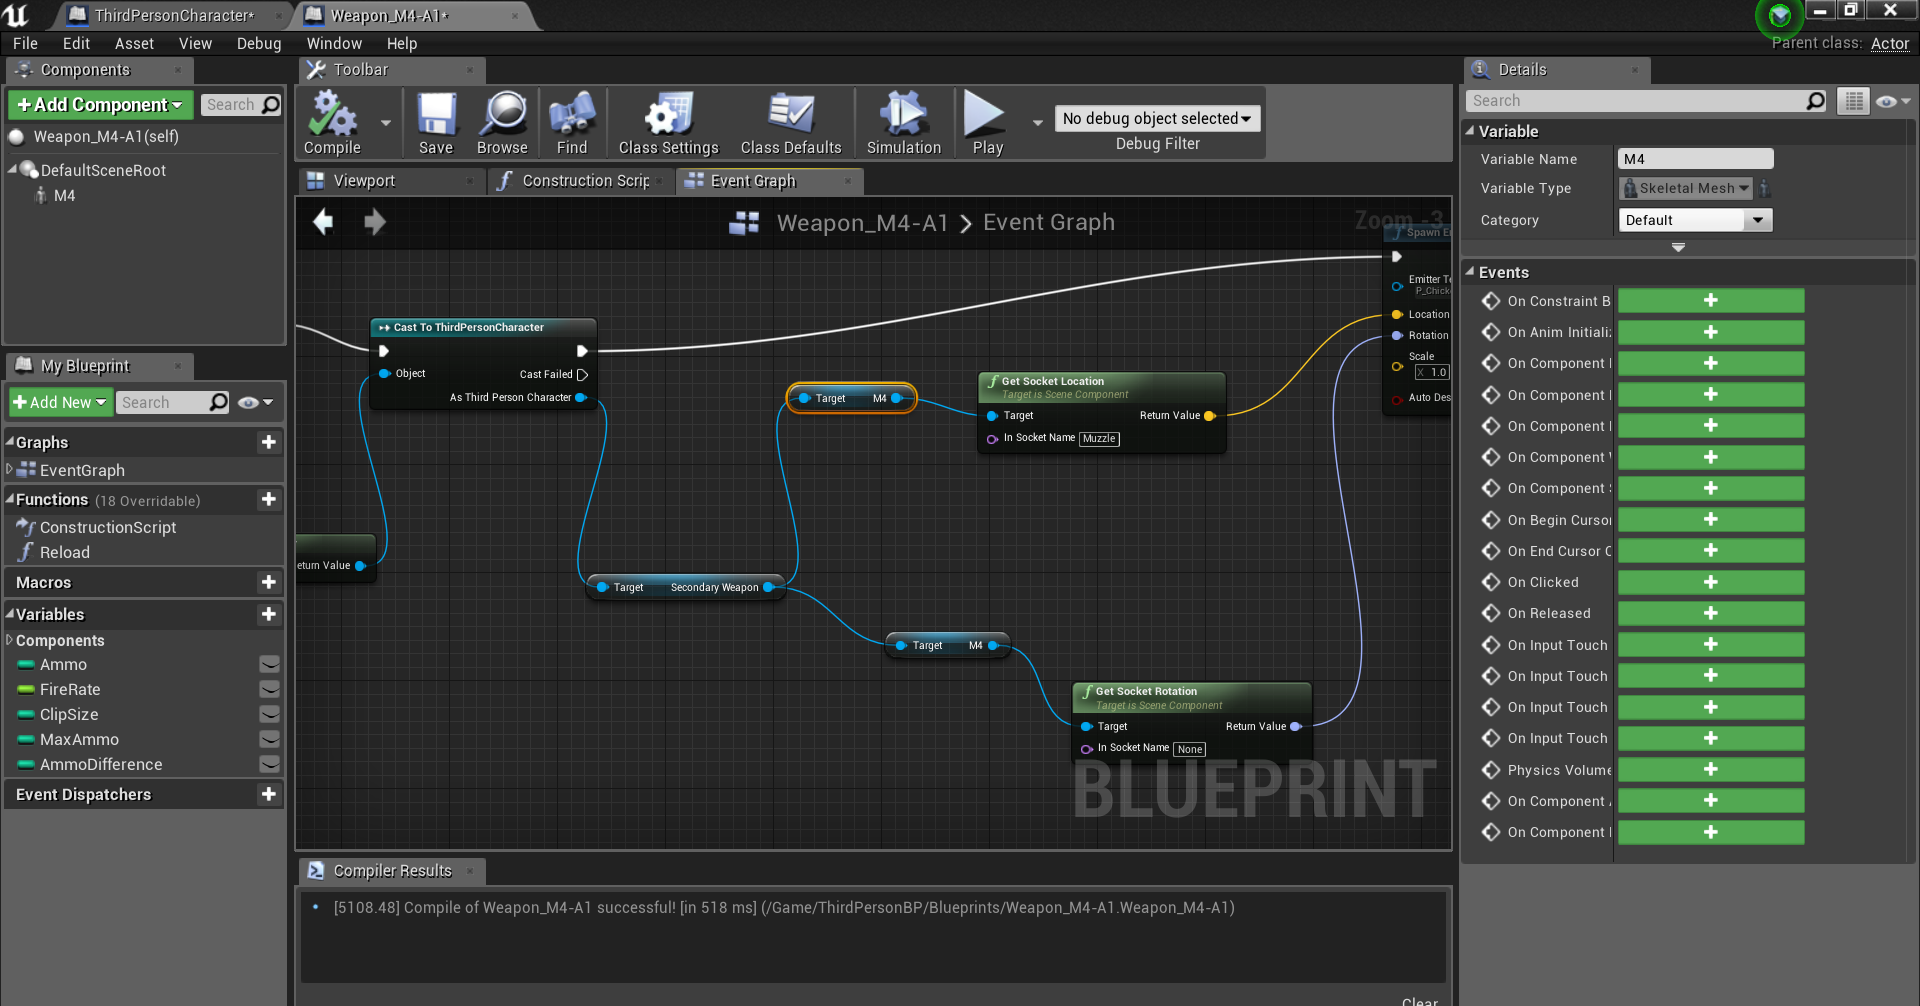 ThirdPersonCharacter*
Weapon_M4-A1*
File Edit Asset View Debug Window Help
Parent class: Actor
Components
Add Component
Search
Weapon_M4-A1(self)
DefaultSceneRoot
M4
My Blueprint
Add New
Search
Graphs
EventGraph
Functions (18 Overridable)
ConstructionScript
Reload
Macros
Variables
Components
Ammo
FireRate
ClipSize
MaxAmmo
AmmoDifference
Event Dispatchers
Toolbar
Compile
Save
Browse
Find
Class Settings
Class Defaults
Simulation
Play
No debug object selected
Debug Filter
Viewport
Construction Scrip
Event Graph
Weapon_M4-A1 > Event Graph
Zoom -3
Cast To ThirdPersonCharacter
Object
Cast Failed
As Third Person Character
eturn Value
Target Secondary Weapon
Target M4
Get Socket Location
Target is Scene Component
Target Return Value
In Socket Name Muzzle
Target M4
Get Socket Rotation
Target is Scene Component
Target Return Value
In Socket Name None
Spawn E
Emitter Te
P_Chick
Location
Rotation
Scale
X 1.0
Auto Des
BLUEPRINT
Compiler Results
[5108.48] Compile of Weapon_M4-A1 successful! [in 518 ms] (/Game/ThirdPersonBP/Blueprints/Weapon_M4-A1.Weapon_M4-A1)
Clear
Details
Search
Variable
Variable Name M4
Variable Type Skeletal Mesh
Category Default
Events
On Constraint B
On Anim Initializ
On Component
On Component
On Component
On Component
On Component
On Begin Cursor
On End Cursor
On Clicked
On Released
On Input Touch
On Input Touch
On Input Touch
On Input Touch
Physics Volume
On Component
On Component